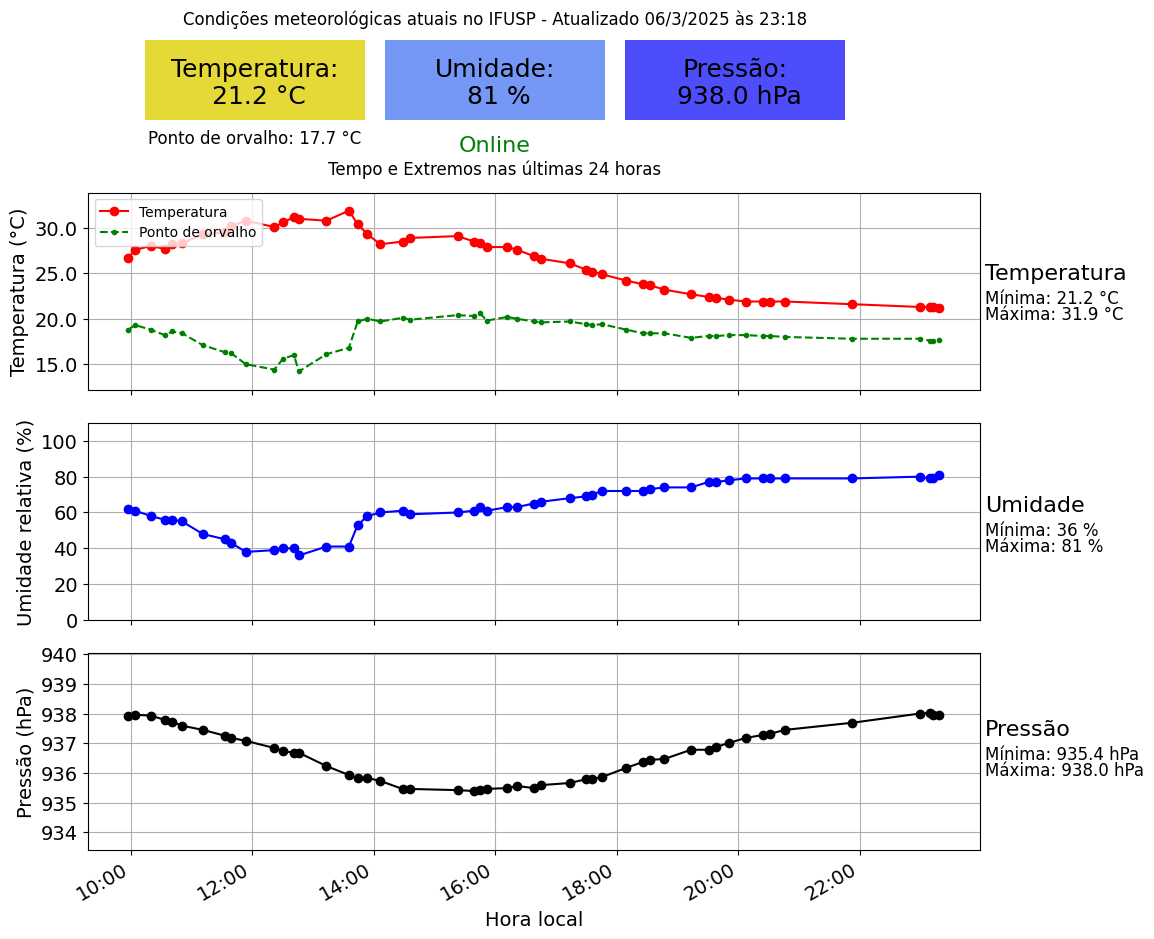 Condições meteorológicas atuais no IFUSP - Atualizado 06/3/2025 às 23:18
Temperatura:
21.2 °C
Umidade:
81 %
Pressão:
938.0 hPa
Ponto de orvalho: 17.7 °C
Online
Tempo e Extremos nas últimas 24 horas
Temperatura (°C)
30.0
25.0
20.0
15.0
Temperatura
Ponto de orvalho
Temperatura
Mínima: 21.2 °C
Máxima: 31.9 °C
Umidade relativa (%)
100
80
60
40
20
0
Umidade
Mínima: 36 %
Máxima: 81 %
Pressão (hPa)
940
939
938
937
936
935
934
Pressão
Mínima: 935.4 hPa
Máxima: 938.0 hPa
10:00
12:00
14:00
16:00
18:00
20:00
22:00
Hora local